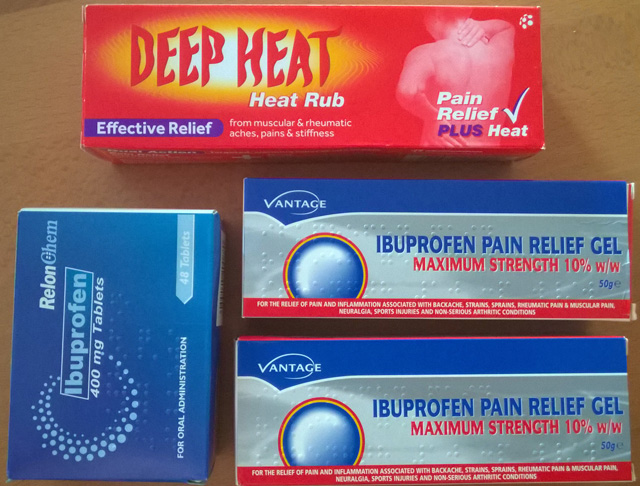 DEEP HEAT
Heat Rub
Effective Relief
from muscular & rheumatic
aches, pains & stiffness
Pain
Relief
PLUS Heat
Dual Action
VANTAGE
IBUPROFEN PAIN RELIEF GEL
MAXIMUM STRENGTH 10% w/w
50g e
FOR THE RELIEF OF PAIN AND INFLAMMATION ASSOCIATED WITH BACKACHE, STRAINS, SPRAINS, RHEUMATIC PAIN & MUSCULAR PAIN,
NEURALGIA, SPORTS INJURIES AND NON-SERIOUS ARTHRITIC CONDITIONS
RelonChem
Ibuprofen
400 mg Tablets
48 Tablets
FOR ORAL ADMINISTRATION
VANTAGE
IBUPROFEN PAIN RELIEF GEL
MAXIMUM STRENGTH 10% w/w
50g e
FOR THE RELIEF OF PAIN AND INFLAMMATION ASSOCIATED WITH BACKACHE, STRAINS, SPRAINS, RHEUMATIC PAIN & MUSCULAR PAIN,
NEURALGIA, SPORTS INJURIES AND NON-SERIOUS ARTHRITIC CONDITIONS